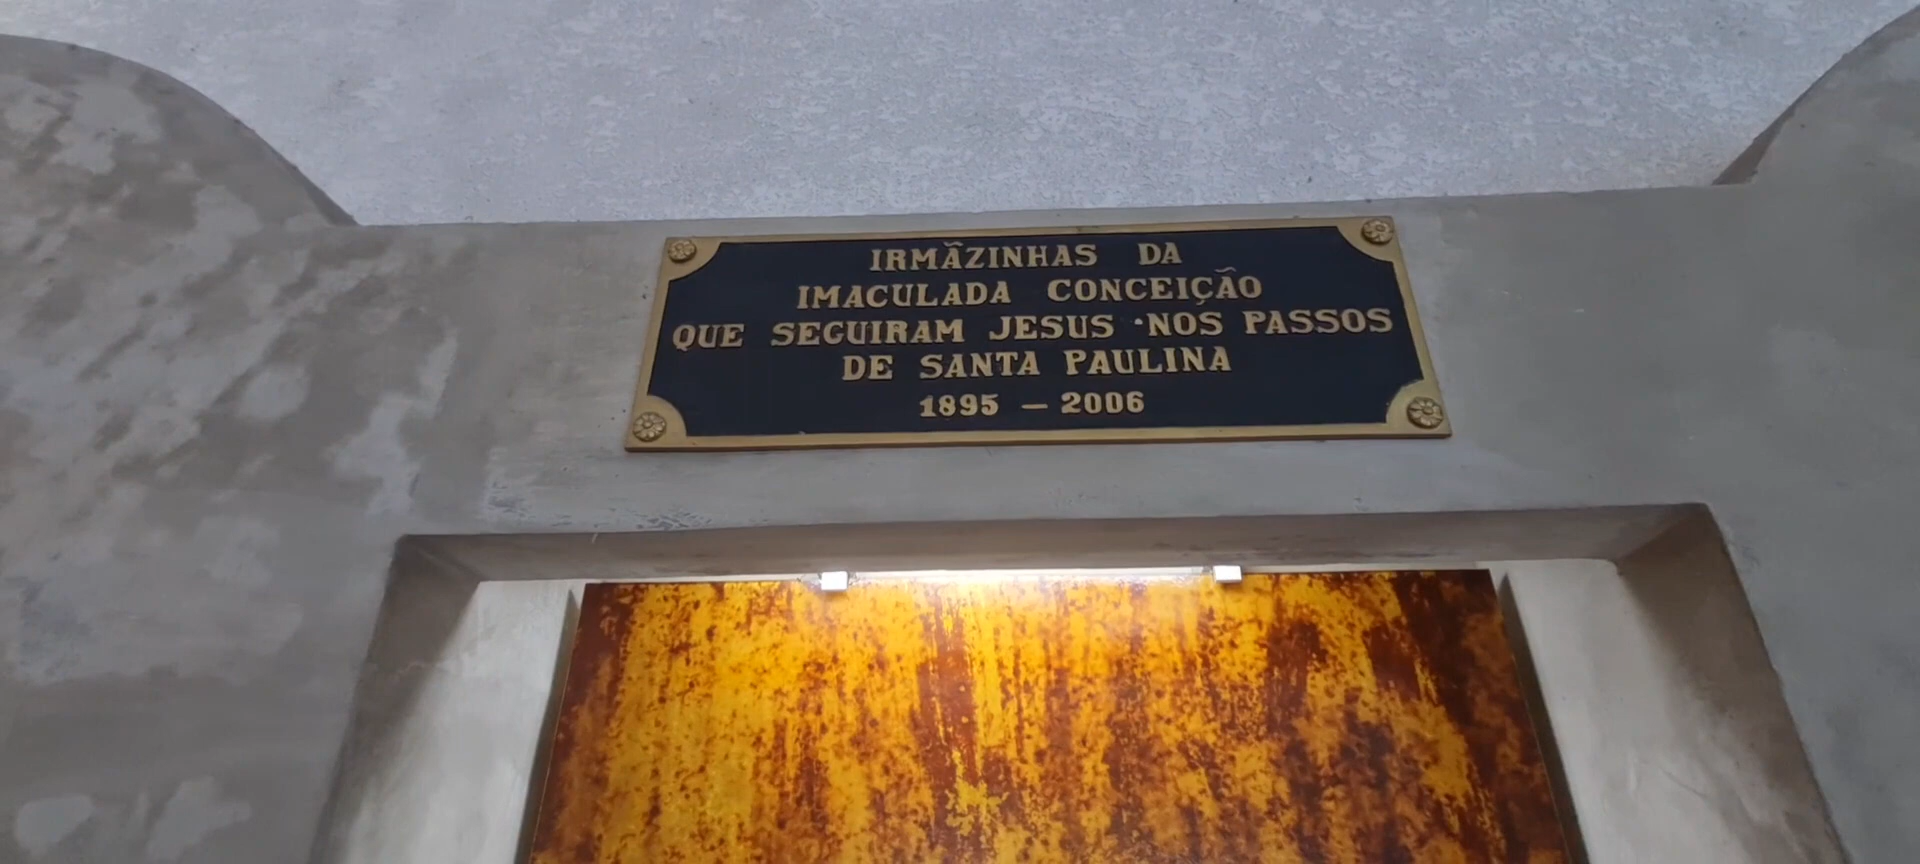 IRMÃZINHAS DA
IMACULADA CONCEIÇÃO
QUE SEGUIRAM JESUS NOS PASSOS
DE SANTA PAULINA
1895 — 2006